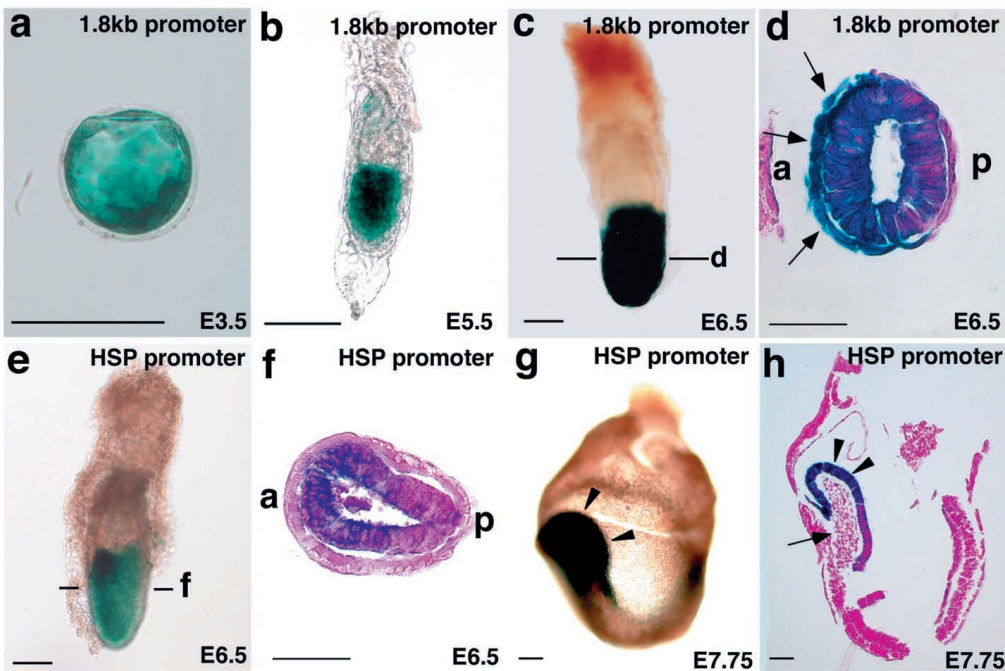 a 1.8kb promoter
E3.5
b 1.8kb promoter
E5.5
c 1.8kb promoter
d
E6.5
d 1.8kb promoter
a p
E6.5
e HSP promoter
f
E6.5
f HSP promoter
a p
E6.5
g HSP promoter
E7.75
h HSP promoter
E7.75